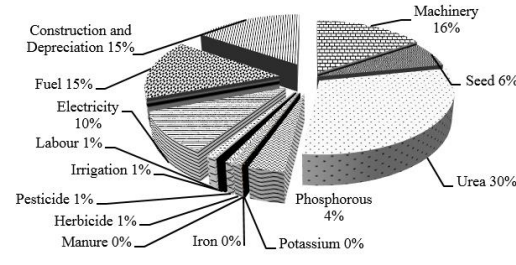 Machinery
16%
Seed 6%
Urea 30%
Phosphorous
4%
Potassium 0%
Iron 0%
Manure 0%
Herbicide 1%
Pesticide 1%
Irrigation 1%
Labour 1%
Electricity
10%
Fuel 15%
Construction and
Depreciation 15%